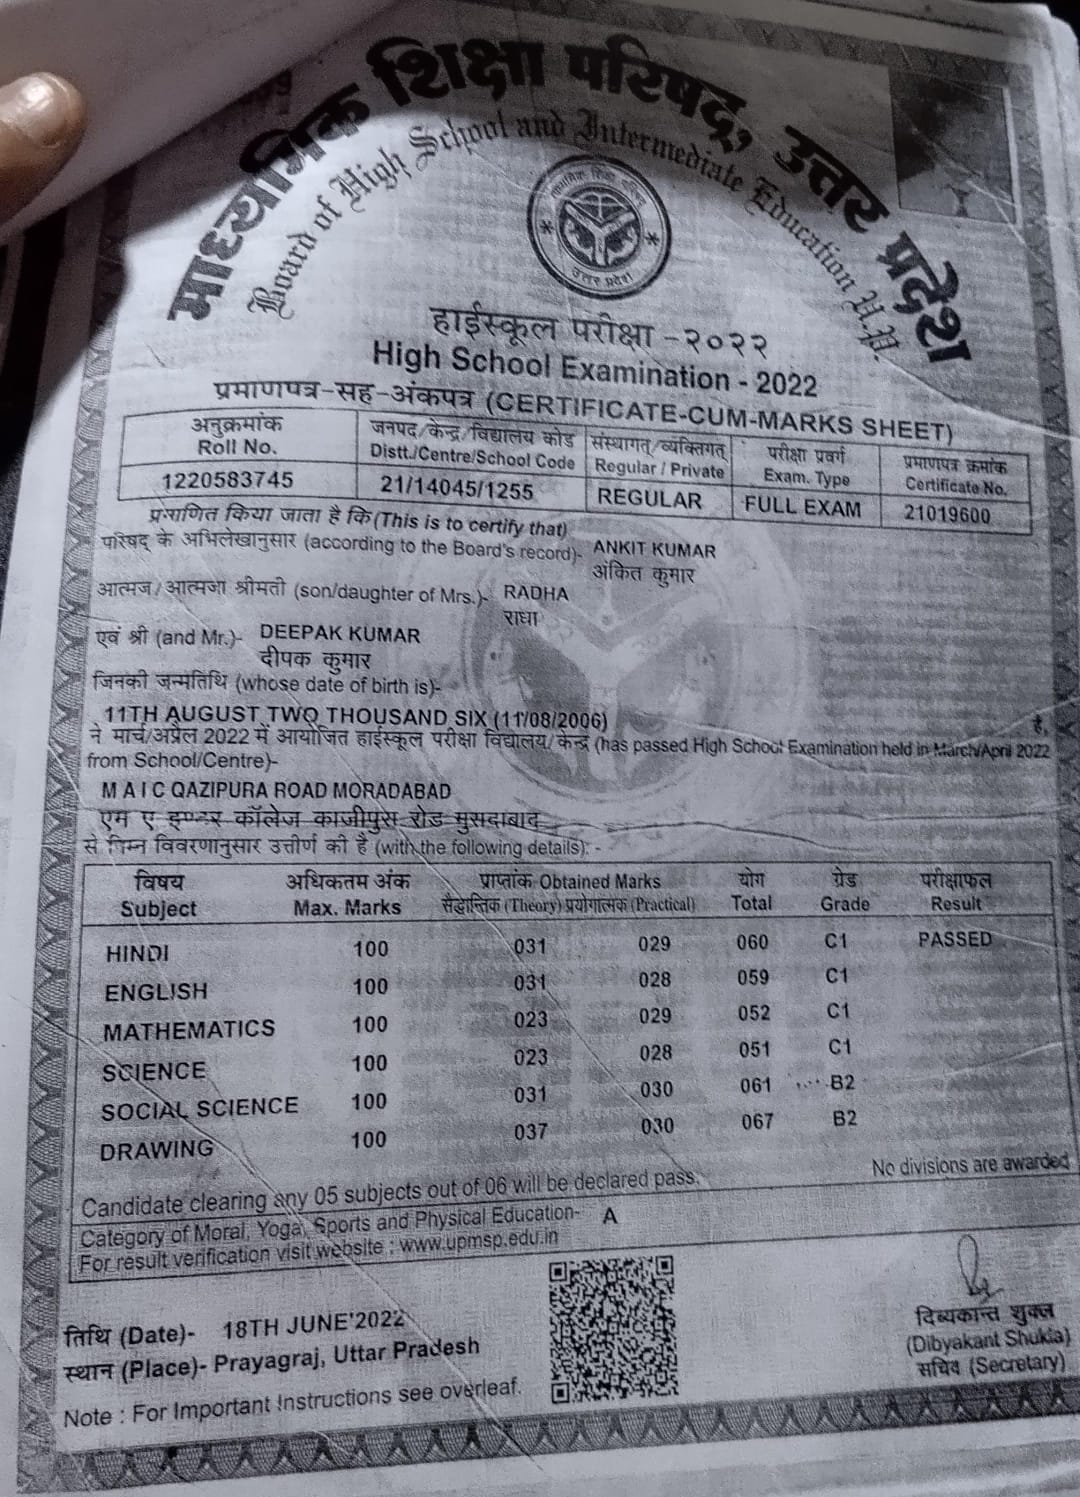 माध्यमिक शिक्षा परिषद्, उत्तर प्रदेश
Board of High School and Intermediate Education U.P.
माध्यमिक शिक्षा परिषद्
उत्तर प्रदेश
हाईस्कूल परीक्षा -२०२२
High School Examination - 2022
प्रमाणपत्र-सह-अंकपत्र (CERTIFICATE-CUM-MARKS SHEET)
अनुक्रमांक जनपद/केन्द्र/विद्यालय कोड संस्थागत्/व्यक्तिगत् परीक्षा प्रवर्ग प्रमाणपत्र क्रमांक
Roll No. Distt./Centre/School Code Regular / Private Exam. Type Certificate No.
1220583745 21/14045/1255 REGULAR FULL EXAM 21019600
प्रमाणित किया जाता है कि (This is to certify that)
परिषद् के अभिलेखानुसार (according to the Board's record)- ANKIT KUMAR
अंकित कुमार
आत्मज/आत्मजा श्रीमती (son/daughter of Mrs.)- RADHA
राधा
एवं श्री (and Mr.)- DEEPAK KUMAR
दीपक कुमार
जिनकी जन्मतिथि (whose date of birth is)-
11TH AUGUST TWO THOUSAND SIX (11/08/2006) है,
ने मार्च/अप्रैल 2022 में आयोजित हाईस्कूल परीक्षा विद्यालय/केन्द्र (has passed High School Examination held in March/April 2022
from School/Centre)-
M A I C QAZIPURA ROAD MORADABAD
एम ए इण्टर कॉलेज काजीपुरा रोड मुरादाबाद
से निम्न विवरणानुसार उत्तीर्ण की है (with the following details): -
विषय अधिकतम अंक प्राप्तांक Obtained Marks योग ग्रेड परीक्षाफल
Subject Max. Marks सैद्धान्तिक (Theory) प्रयोगात्मक (Practical) Total Grade Result
HINDI 100 031 029 060 C1 PASSED
ENGLISH 100 031 028 059 C1
MATHEMATICS 100 023 029 052 C1
SCIENCE 100 023 028 051 C1
SOCIAL SCIENCE 100 031 030 061 B2
DRAWING 100 037 030 067 B2
Candidate clearing any 05 subjects out of 06 will be declared pass. No divisions are awarded
Category of Moral, Yoga, Sports and Physical Education- A
For result verification visit website : www.upmsp.edu.in
तिथि (Date)- 18TH JUNE'2022
स्थान (Place)- Prayagraj, Uttar Pradesh
Note : For Important Instructions see overleaf.
दिब्यकान्त शुक्ल
(Dibyakant Shukla)
सचिव (Secretary)